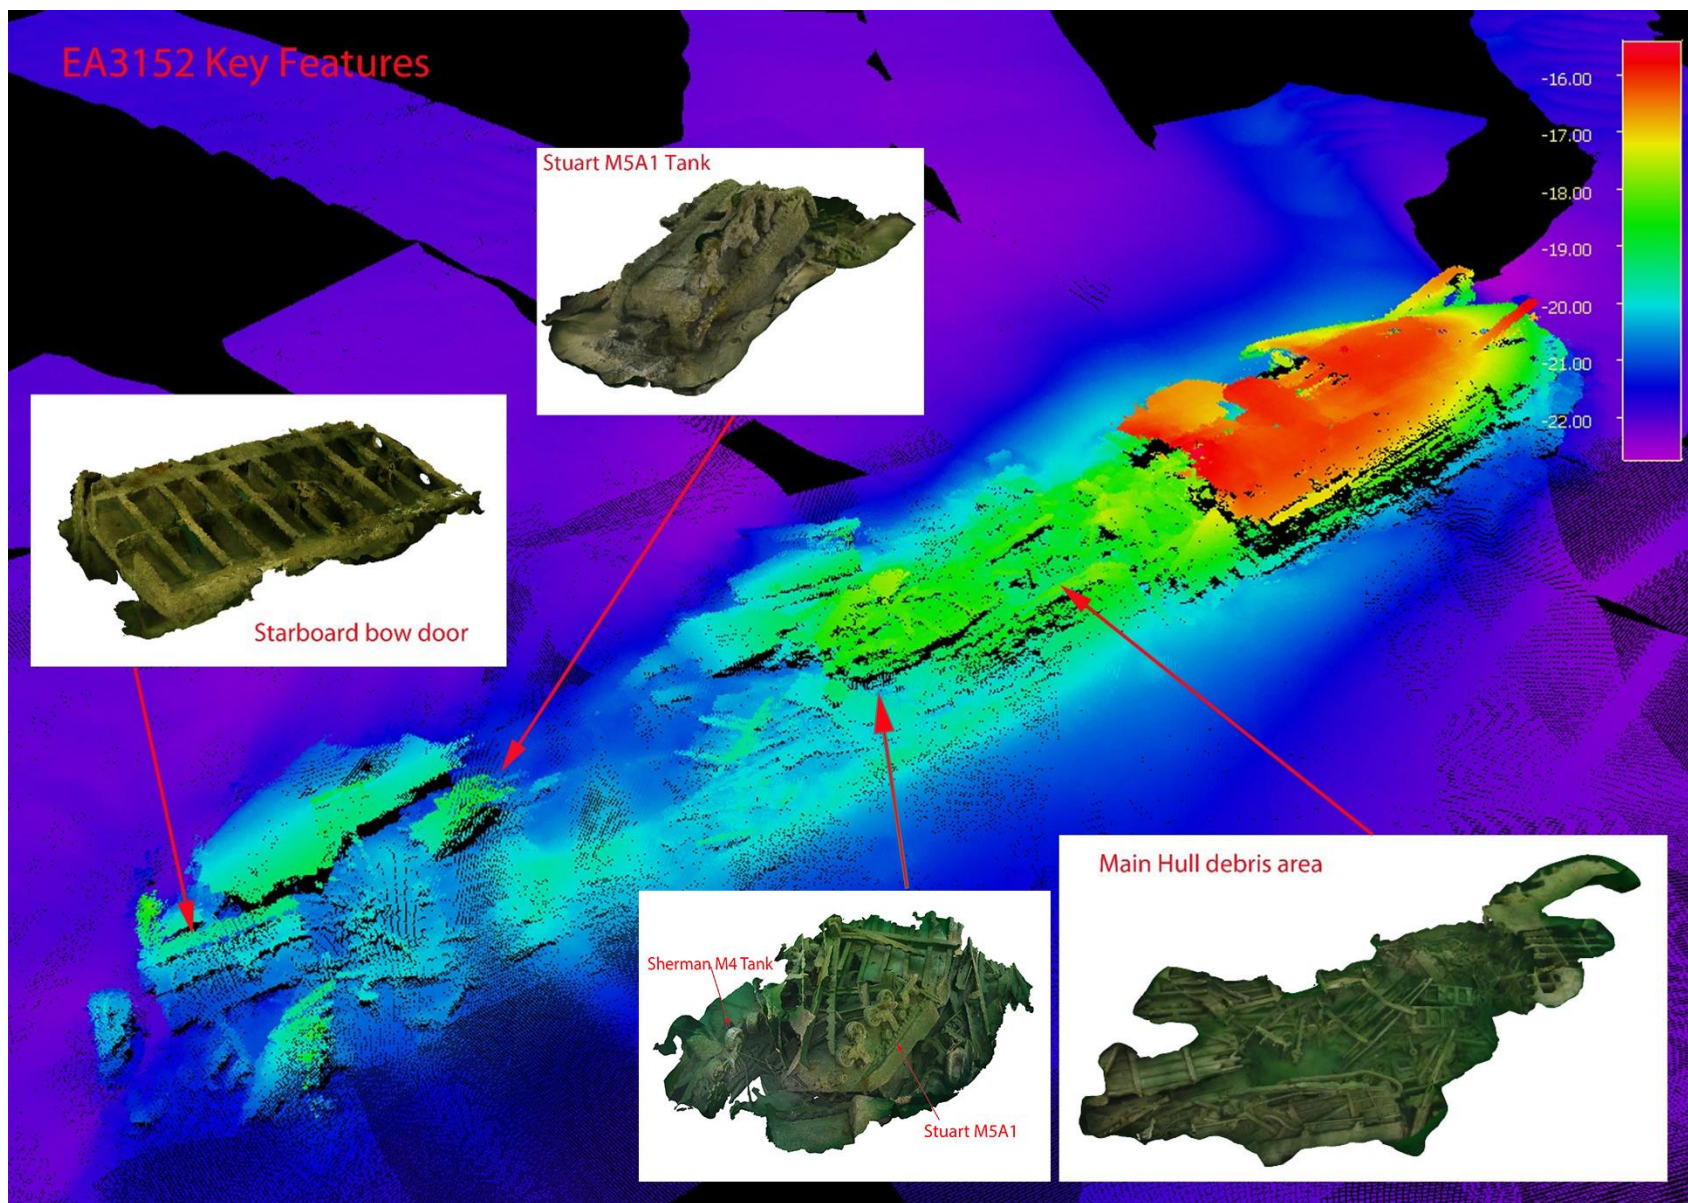 EA3152 Key Features
-16.00
-17.00
-18.00
-19.00
-20.00
-21.00
-22.00
Stuart M5A1 Tank
Starboard bow door
Main Hull debris area
Sherman M4 Tank
Stuart M5A1